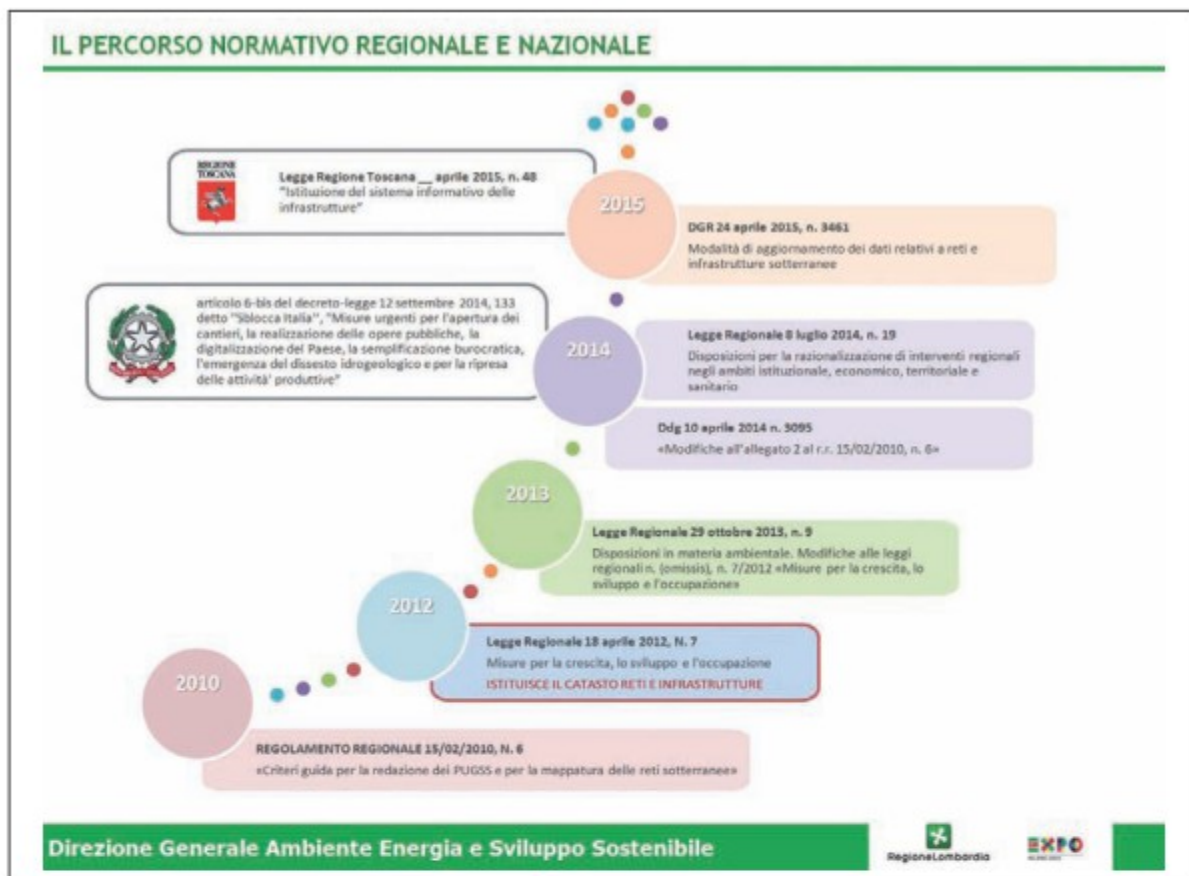 IL PERCORSO NORMATIVO REGIONALE E NAZIONALE
REGIONE
TOSCANA
Legge Regione Toscana __ aprile 2015, n. 48
"Istituzione del sistema informativo delle
infrastrutture"
2015
DGR 24 aprile 2015, n. 3461
Modalità di aggiornamento dei dati relativi a reti e
infrastrutture sotterranee
articolo 6-bis del decreto-legge 12 settembre 2014, 133
detto "Sblocca Italia", "Misure urgenti per l'apertura dei
cantieri, la realizzazione delle opere pubbliche, la
digitalizzazione del Paese, la semplificazione burocratica,
l'emergenza del dissesto idrogeologico e per la ripresa
delle attività' produttive"
2014
Legge Regionale 8 luglio 2014, n. 19
Disposizioni per la razionalizzazione di interventi regionali
negli ambiti istituzionale, economico, territoriale e
sanitario
Ddg 10 aprile 2014 n. 3095
«Modifiche all'allegato 2 al r.r. 15/02/2010, n. 6»
2013
Legge Regionale 29 ottobre 2013, n. 9
Disposizioni in materia ambientale. Modifiche alle leggi
regionali n. (omissis), n. 7/2012 «Misure per la crescita, lo
sviluppo e l'occupazione»
2012
Legge Regionale 18 aprile 2012, N. 7
Misure per la crescita, lo sviluppo e l'occupazione
ISTITUISCE IL CATASTO RETI E INFRASTRUTTURE
2010
REGOLAMENTO REGIONALE 15/02/2010, N. 6
«Criteri guida per la redazione dei PUGSS e per la mappatura delle reti sotterranee»
Direzione Generale Ambiente Energia e Sviluppo Sostenibile
RegioneLombardia
EXPO